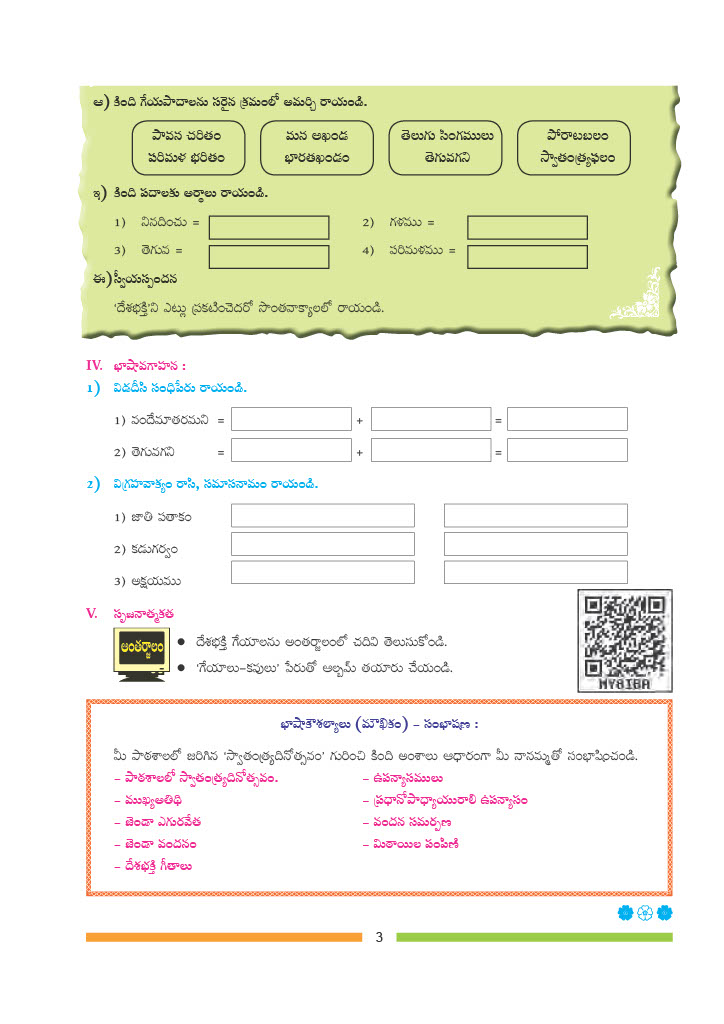 ఆ) కింది గేయపాదాలను సరైన క్రమంలో అమర్చి రాయండి.
పావన చరితం
పరిమళ భరితం
మన అఖండ
భారతఖండం
తెలుగు సింగములు
తెగువగని
పోరాటబలం
స్వాతంత్ర్యఫలం
ఇ) కింది పదాలకు అర్థాలు రాయండి.
1) నినదించు = 2) గళము =
3) తెగువ = 4) పరిమళము =
ఈ) స్వీయస్పందన
'దేశభక్తి'ని ఎట్లు ప్రకటించెదరో సొంతవాక్యాలలో రాయండి.
IV. భాషావగాహన :
1) విడదీసి సంధిపేరు రాయండి.
1) వందేమాతరమని = + =
2) తెగువగని = + =
2) విగ్రహవాక్యం రాసి, సమాసనామం రాయండి.
1) జాతి పతాకం
2) కడుగర్వం
3) అక్షయము
V. సృజనాత్మకత
అంతర్జాలం
● దేశభక్తి గేయాలను అంతర్జాలంలో చదివి తెలుసుకోండి.
● 'గేయాలు-కవులు' పేరుతో ఆల్బమ్ తయారు చేయండి.
MY8I8A
భాషాకౌశల్యాలు (మౌఖికం) – సంభాషణ :
మీ పాఠశాలలో జరిగిన 'స్వాతంత్ర్యదినోత్సవం' గురించి కింది అంశాలు ఆధారంగా మీ నానమ్మతో సంభాషించండి.
– పాఠశాలలో స్వాతంత్ర్యదినోత్సవం.
– ముఖ్యఅతిథి
– జెండా ఎగురవేత
– జెండా వందనం
– దేశభక్తి గీతాలు
– ఉపన్యాసములు
– ప్రధానోపాధ్యాయురాలి ఉపన్యాసం
– వందన సమర్పణ
– మిఠాయిల పంపిణి
3